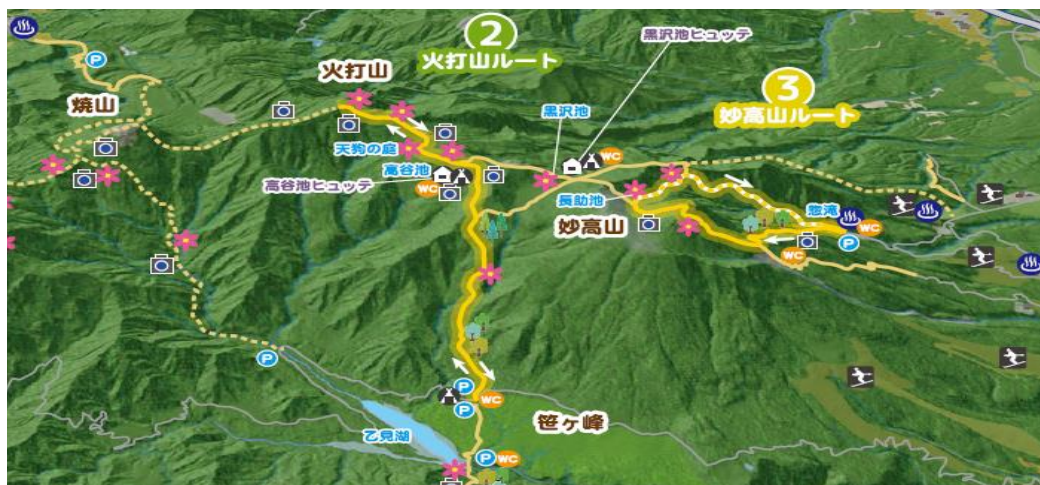 2
火打山ルート
黒沢池ヒュッテ
P
火打山
3
妙高山ルート
焼山
黒沢池
天狗の庭
WC
高谷池
高谷池ヒュッテ
WC
長助池
惣滝
妙高山
WC
P
WC
P
P
P
WC
乙見湖
笹ヶ峰
P
WC